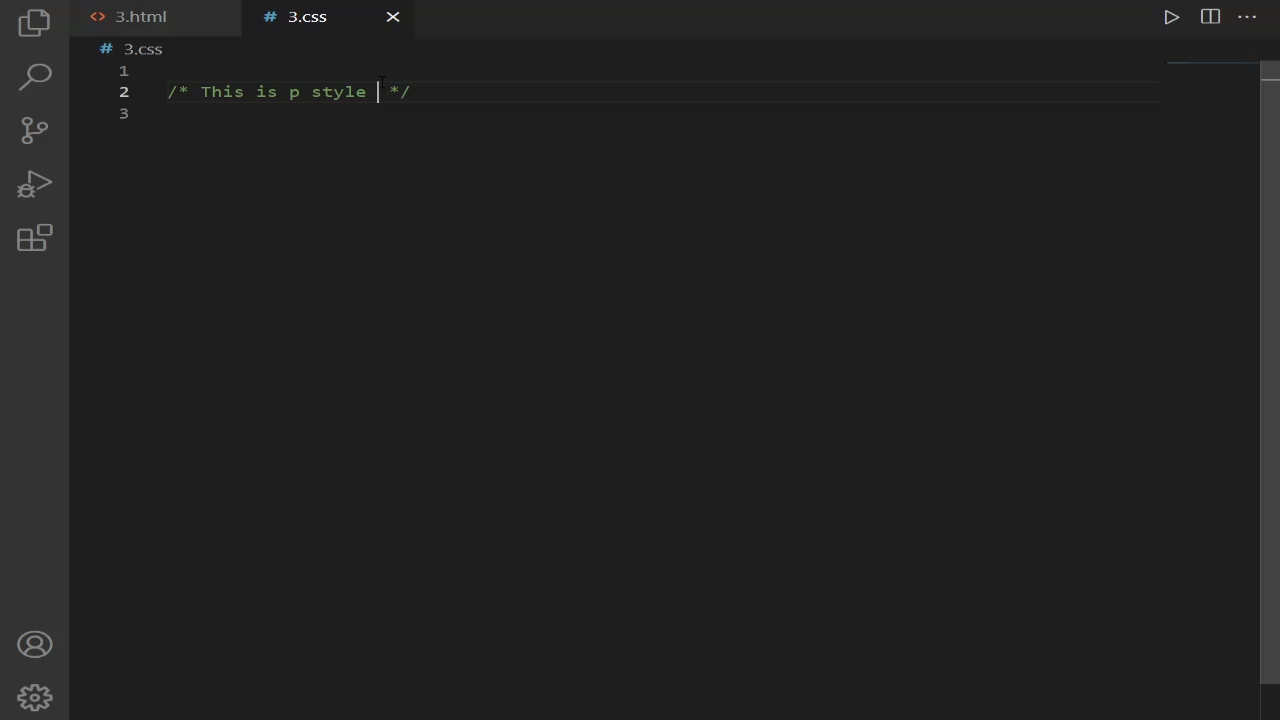 <> 3.html # 3.css
# 3.css
1
2 /* This is p style */
3